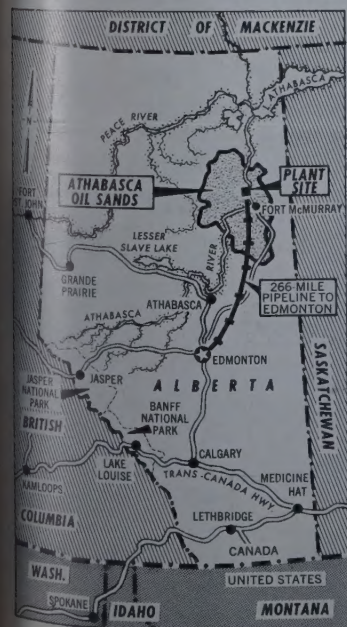 DISTRICT OF MACKENZIE
ATHABASCA
PEACE RIVER
N
FORT
ST. JOHN
ATHABASCA
OIL SANDS
PLANT
SITE
FORT McMURRAY
LESSER
SLAVE LAKE
RIVER
GRANDE
PRAIRIE
ATHABASCA
266-MILE
PIPELINE TO
EDMONTON
ATHABASCA
EDMONTON
JASPER
NATIONAL
PARK
JASPER
ALBERTA
SASKATCHEWAN
BANFF
NATIONAL
PARK
BRITISH
COLUMBIA
LAKE
LOUISE
CALGARY
TRANS-CANADA HWY.
KAMLOOPS
MEDICINE
HAT
LETHBRIDGE
CANADA
UNITED STATES
WASH.
SPOKANE
IDAHO
MONTANA